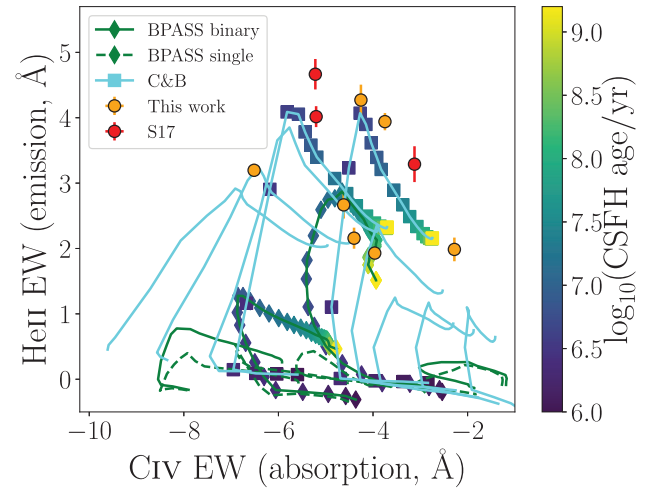 BPASS binary
BPASS single
C&B
This work
S17
5
4
3
2
1
0
HeII EW (emission, Å)
−10
−8
−6
−4
−2
CIV EW (absorption, Å)
9.0
8.5
8.0
7.5
7.0
6.5
6.0
log10(CSFH age/yr)